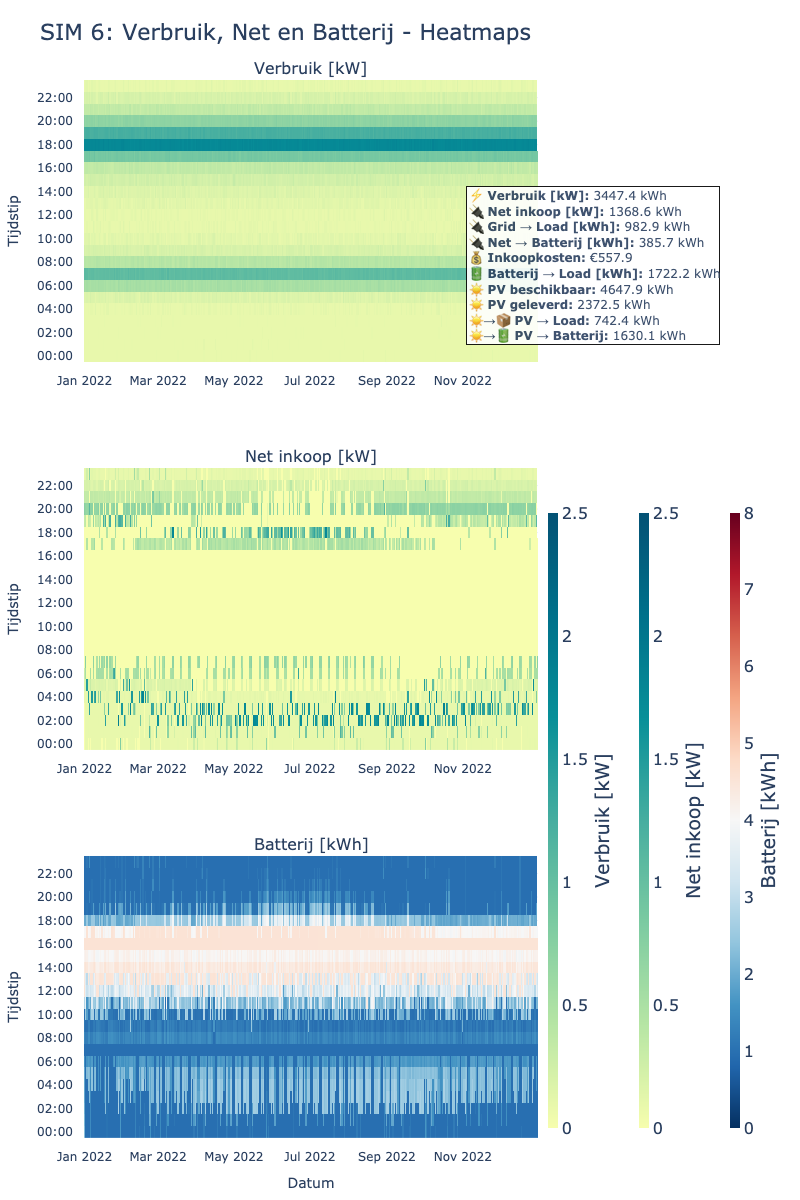 SIM 6: Verbruik, Net en Batterij - Heatmaps
Verbruik [kW]
22:00
20:00
18:00
16:00
14:00
12:00
10:00
08:00
06:00
04:00
02:00
00:00
Tijdstip
Jan 2022 Mar 2022 May 2022 Jul 2022 Sep 2022 Nov 2022
⚡ Verbruik [kW]: 3447.4 kWh
🔌 Net inkoop [kW]: 1368.6 kWh
🔌 Grid → Load [kWh]: 982.9 kWh
🔌 Net → Batterij [kWh]: 385.7 kWh
💰 Inkoopkosten: €557.9
🔋 Batterij → Load [kWh]: 1722.2 kWh
☀️ PV beschikbaar: 4647.9 kWh
☀️ PV geleverd: 2372.5 kWh
☀️→📦 PV → Load: 742.4 kWh
☀️→🔋 PV → Batterij: 1630.1 kWh
Net inkoop [kW]
22:00
20:00
18:00
16:00
14:00
12:00
10:00
08:00
06:00
04:00
02:00
00:00
Tijdstip
Jan 2022 Mar 2022 May 2022 Jul 2022 Sep 2022 Nov 2022
Batterij [kWh]
22:00
20:00
18:00
16:00
14:00
12:00
10:00
08:00
06:00
04:00
02:00
00:00
Tijdstip
Jan 2022 Mar 2022 May 2022 Jul 2022 Sep 2022 Nov 2022
Datum
2.5
2
1.5
1
0.5
0
Verbruik [kW]
2.5
2
1.5
1
0.5
0
Net inkoop [kW]
8
7
6
5
4
3
2
1
0
Batterij [kWh]